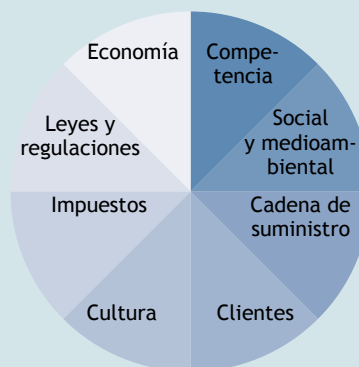 Economía
Compe-
tencia
Social
y medioam-
biental
Cadena de
suministro
Clientes
Cultura
Impuestos
Leyes y
regulaciones